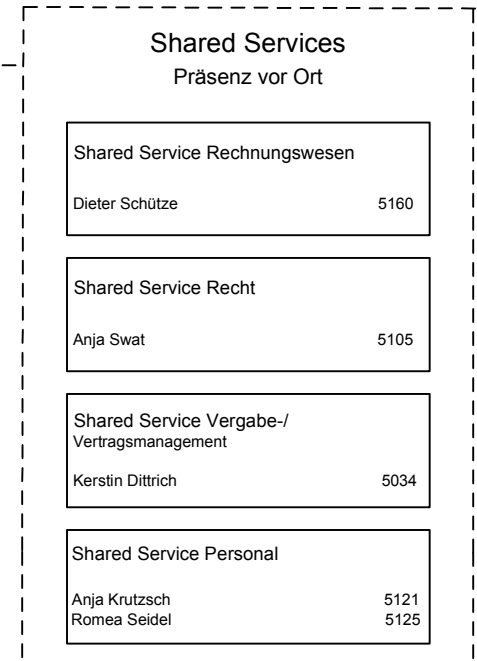 Shared Services
Präsenz vor Ort
Shared Service Rechnungswesen
Dieter Schütze 5160
Shared Service Recht
Anja Swat 5105
Shared Service Vergabe-/
Vertragsmanagement
Kerstin Dittrich 5034
Shared Service Personal
Anja Krutzsch 5121
Romea Seidel 5125